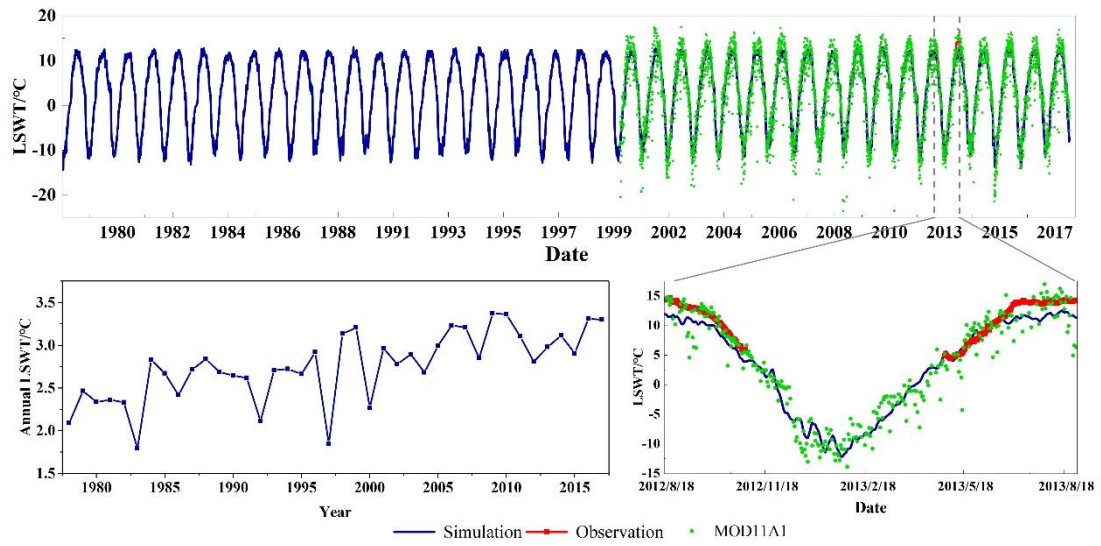 20
10
0
-10
-20
LSWT/°C
1980 1982 1984 1986 1988 1991 1993 1995 1997 1999 2002 2004 2006 2008 2010 2013 2015 2017
Date
3.5
3.0
2.5
2.0
1.5
Annual LSWT/°C
1980 1985 1990 1995 2000 2005 2010 2015
Year
15
10
5
0
-5
-10
-15
LSWT/°C
2012/8/18 2012/11/18 2013/2/18 2013/5/18 2013/8/18
Date
Simulation Observation MOD11A1